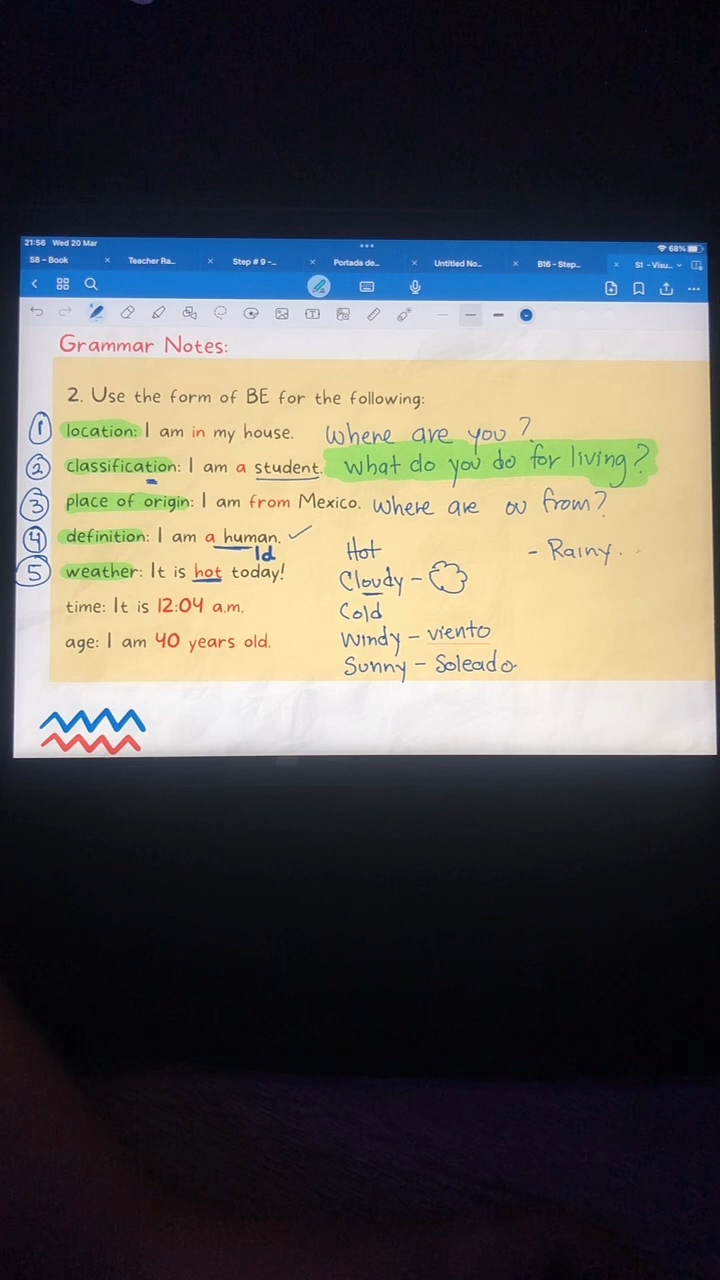 21:56 Wed 20 Mar
68%
S8 - Book
Teacher Ra...
Step # 9 -...
Portada de...
Untitled No...
B16 - Step...
S1 - Visu...
Grammar Notes:
2. Use the form of BE for the following:
1 location: I am in my house. Where are you?
2 classification: I am a student. What do you do for living?
3 place of origin: I am from Mexico. Where are ou from?
4 definition: I am a human.
Id
5 weather: It is hot today!
time: It is 12:04 a.m.
age: I am 40 years old.
Hot
Cloudy -
Cold
Windy - viento
Sunny - Soleado
- Rainy.